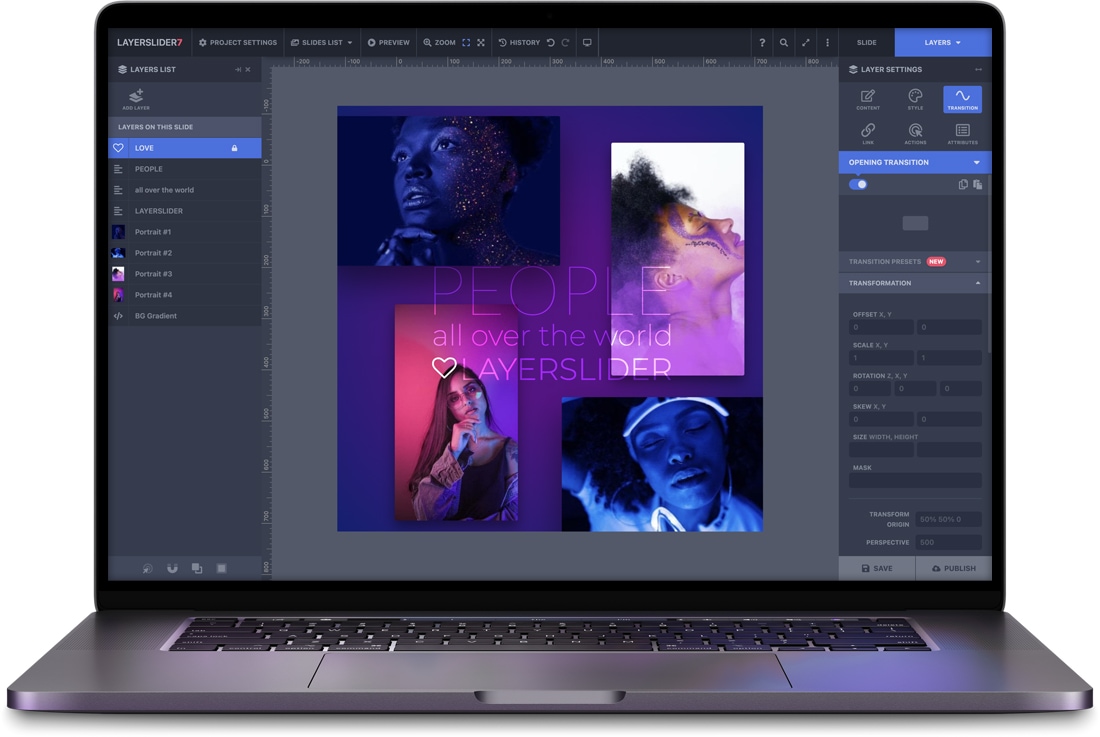 LAYERSLIDER7
PROJECT SETTINGS
SLIDES LIST
PREVIEW
ZOOM
HISTORY
?
SLIDE
LAYERS
LAYERS LIST
ADD LAYER
LAYERS ON THIS SLIDE
LOVE
PEOPLE
all over the world
LAYERSLIDER
Portrait #1
Portrait #2
Portrait #3
Portrait #4
BG Gradient
-200 -100 0 100 200 300 400 500 600 700 800
-100
0
100
200
300
400
500
600
700
800
PEOPLE
all over the world
LAYERSLIDER
LAYER SETTINGS
CONTENT STYLE TRANSITION
LINK ACTIONS ATTRIBUTES
OPENING TRANSITION
TRANSITION PRESETS NEW
TRANSFORMATION
OFFSET X, Y
0 0
SCALE X, Y
1 1
ROTATION Z, X, Y
0 0 0
SKEW X, Y
0 0
SIZE WIDTH, HEIGHT
MASK
TRANSFORM
ORIGIN
50% 50% 0
PERSPECTIVE 500
SAVE PUBLISH